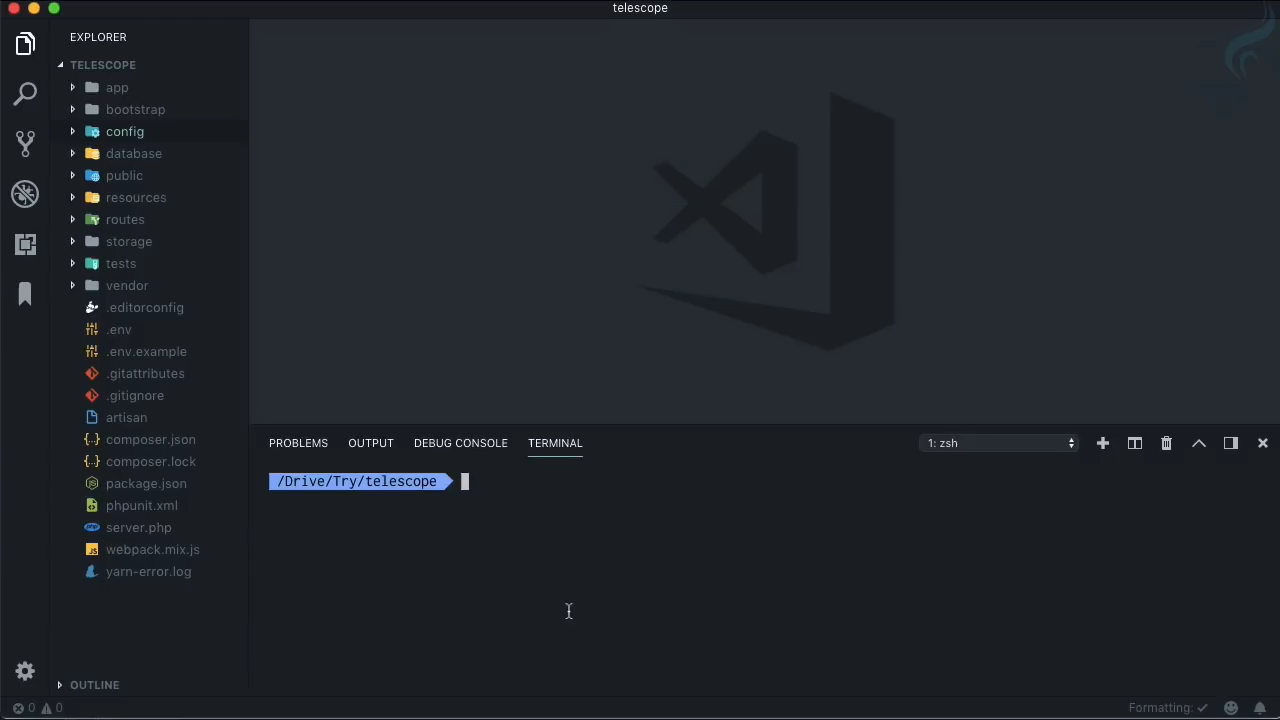 telescope
EXPLORER
TELESCOPE
app
bootstrap
config
database
public
resources
routes
storage
tests
vendor
.editorconfig
.env
.env.example
.gitattributes
.gitignore
artisan
composer.json
composer.lock
package.json
phpunit.xml
server.php
webpack.mix.js
yarn-error.log
OUTLINE
PROBLEMS OUTPUT DEBUG CONSOLE TERMINAL 1: zsh
/Drive/Try/telescope
0 0 Formatting: ✓